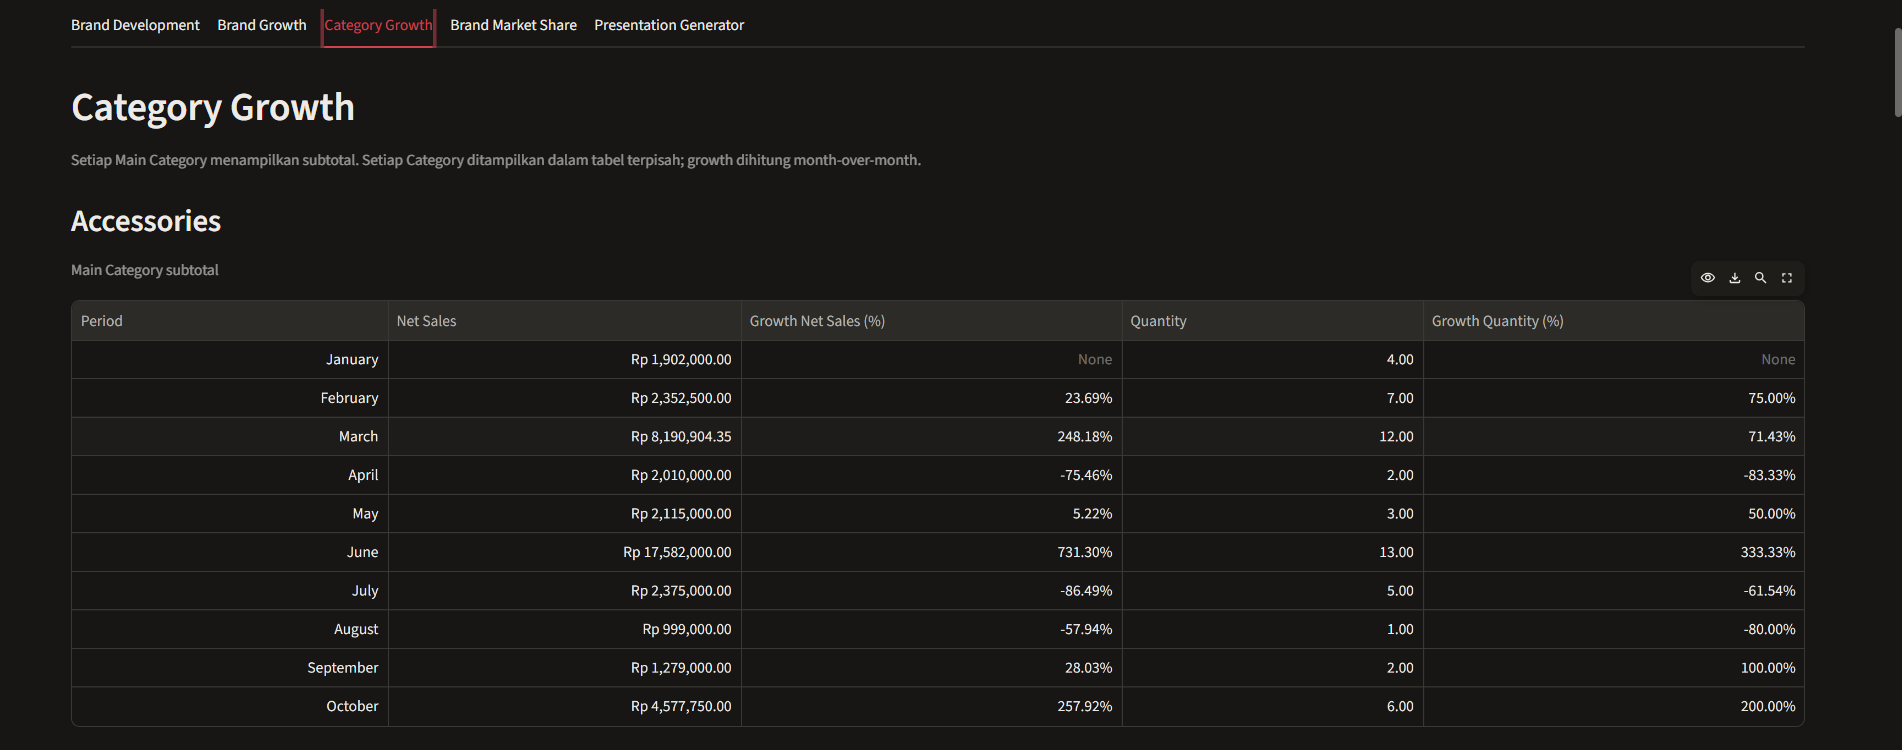 Brand Development Brand Growth Category Growth Brand Market Share Presentation Generator
Category Growth
Setiap Main Category menampilkan subtotal. Setiap Category ditampilkan dalam tabel terpisah; growth dihitung month-over-month.
Accessories
Main Category subtotal
Period Net Sales Growth Net Sales (%) Quantity Growth Quantity (%)
January Rp 1,902,000.00 None 4.00 None
February Rp 2,352,500.00 23.69% 7.00 75.00%
March Rp 8,190,904.35 248.18% 12.00 71.43%
April Rp 2,010,000.00 -75.46% 2.00 -83.33%
May Rp 2,115,000.00 5.22% 3.00 50.00%
June Rp 17,582,000.00 731.30% 13.00 333.33%
July Rp 2,375,000.00 -86.49% 5.00 -61.54%
August Rp 999,000.00 -57.94% 1.00 -80.00%
September Rp 1,279,000.00 28.03% 2.00 100.00%
October Rp 4,577,750.00 257.92% 6.00 200.00%